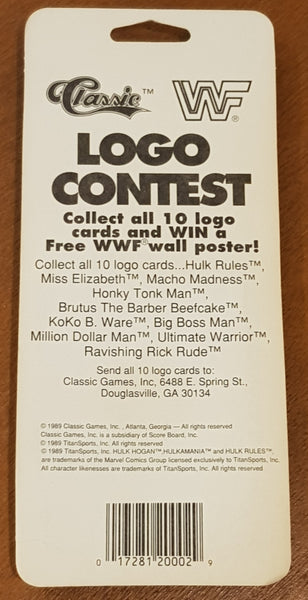 Classic™ WF®
LOGO
CONTEST
Collect all 10 logo
cards and WIN a
Free WWF® wall poster!
Collect all 10 logo cards...Hulk Rules™,
Miss Elizabeth™, Macho Madness™,
Honky Tonk Man™,
Brutus The Barber Beefcake™,
KoKo B. Ware™, Big Boss Man™,
Million Dollar Man™, Ultimate Warrior™,
Ravishing Rick Rude™
Send all 10 logo cards to:
Classic Games, Inc, 6488 E. Spring St.,
Douglasville, GA 30134
© 1989 Classic Games, Inc., Atlanta, Georgia — All rights reserved
Classic Games, Inc. is a subsidiary of Score Board, Inc.
© 1989 TitanSports, Inc. All rights reserved
© 1989 TitanSports, Inc. HULK HOGAN™,HULKAMANIA™ and HULK RULES™,
are trademarks of the Marvel Comics Group licensed exclusively to TitanSports, Inc.
All character likenesses are trademarks of TitanSports, Inc. All rights reserved.
0 17281 20002 9